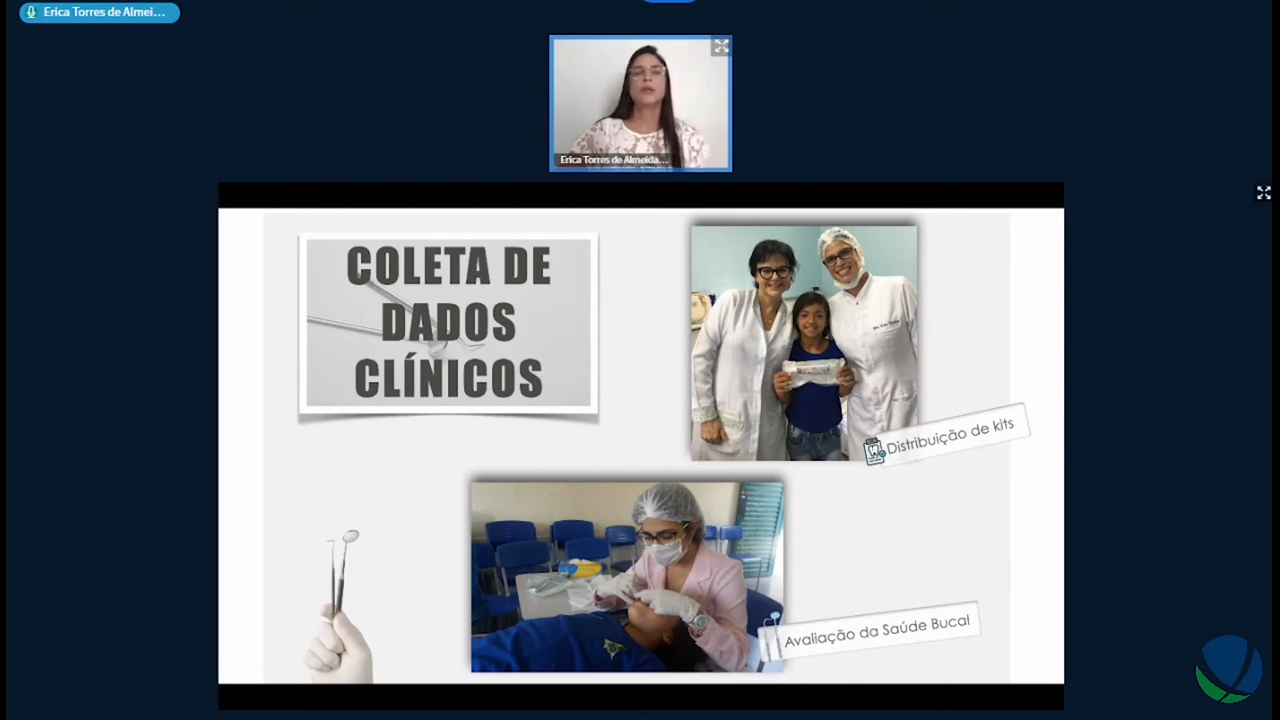 Erica Torres de Almei...
Erica Torres de Almeida...
COLETA DE
DADOS
CLÍNICOS
Distribuição de kits
Avaliação da Saúde Bucal